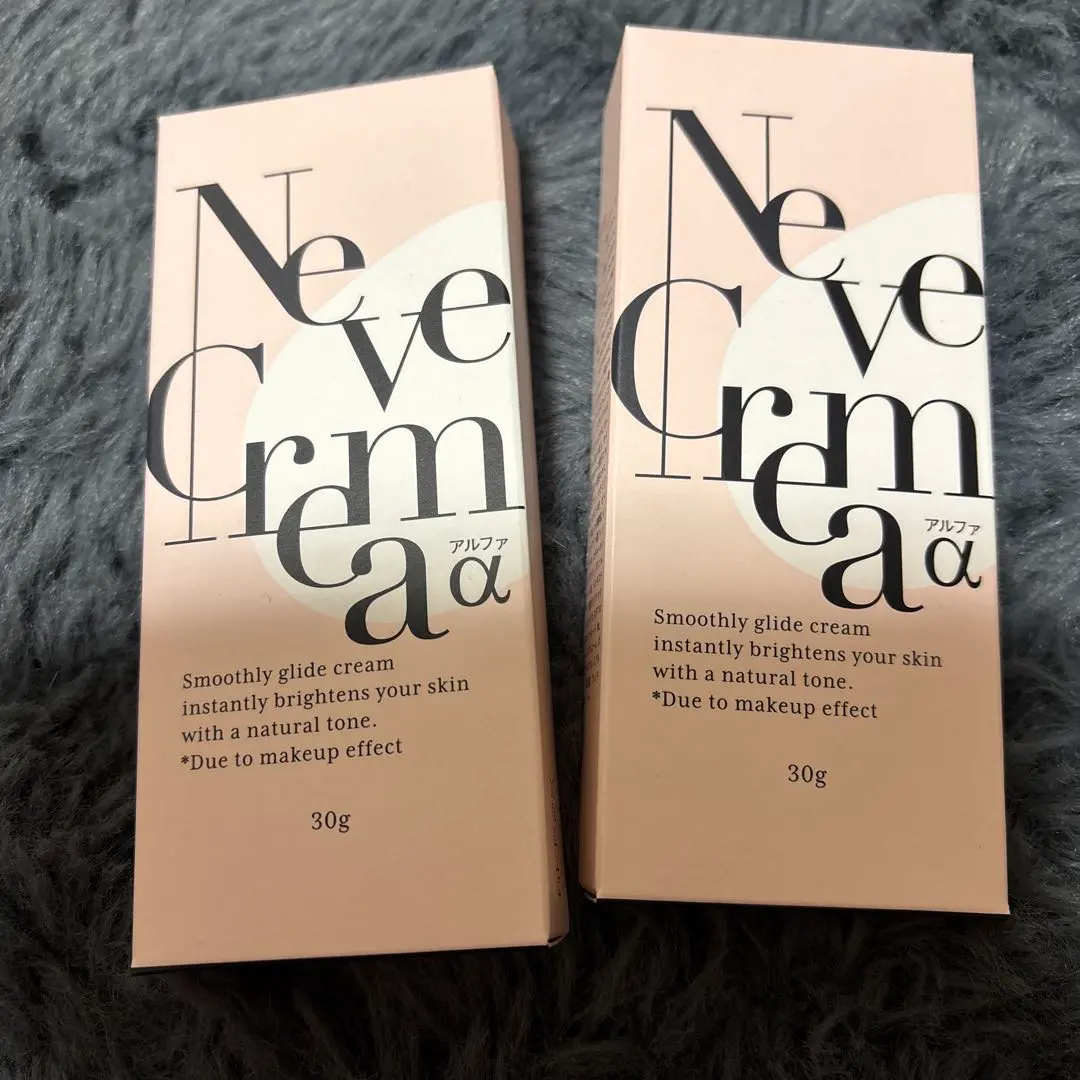 Neve
Crema
アルファ
α
Smoothly glide cream
instantly brightens your skin
with a natural tone.
*Due to makeup effect
30g
Neve
Crema
アルファ
α
Smoothly glide cream
instantly brightens your skin
with a natural tone.
*Due to makeup effect
30g